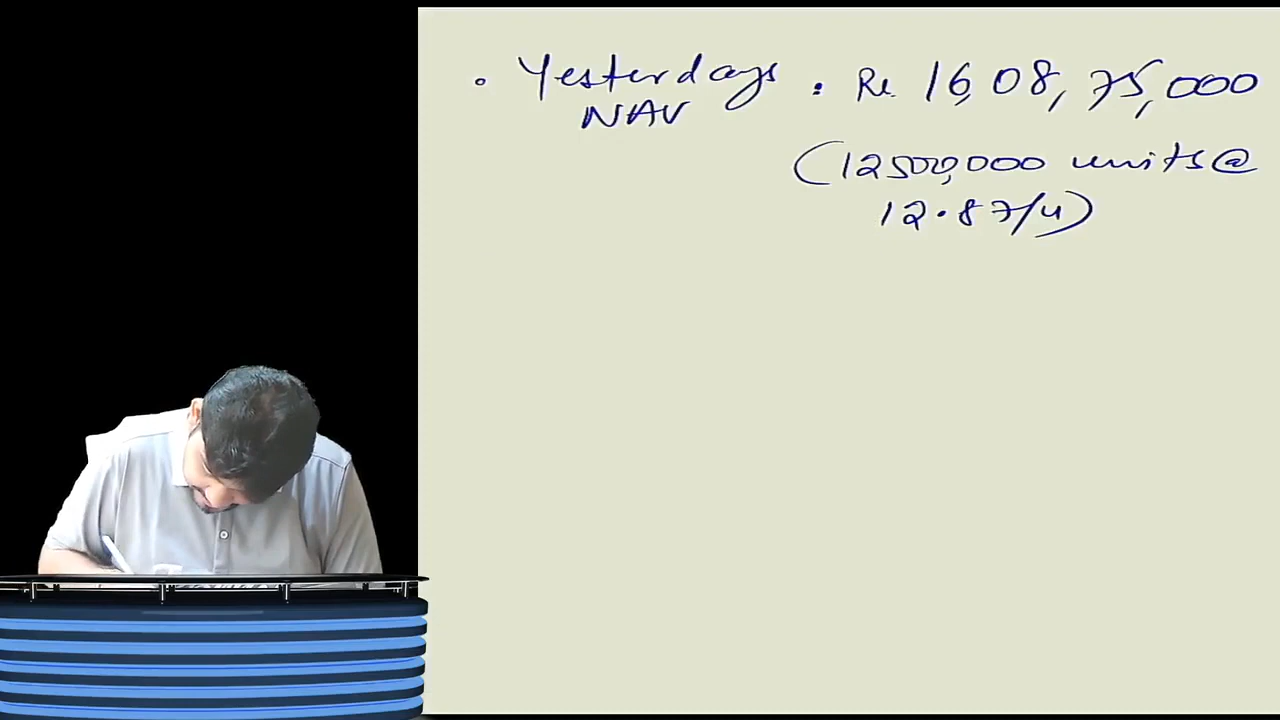 • Yesterdays : Rs. 16,08,75,000
NAV
(12500,000 units@
12.87/u)